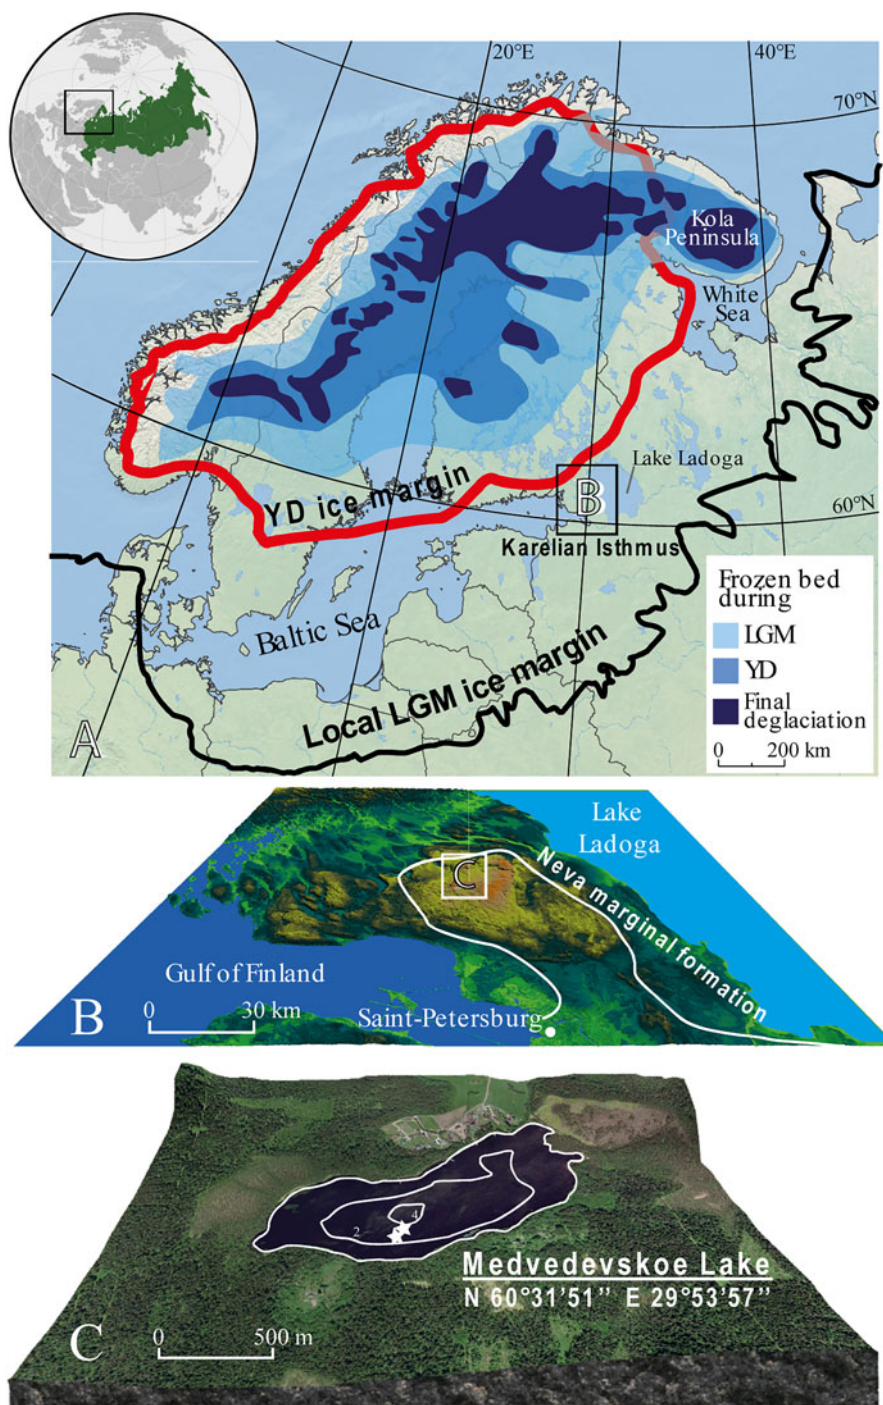 20°E
40°E
70°N
Kola
Peninsula
White
Sea
Lake Ladoga
YD ice margin
B
60°N
Karelian Isthmus
Baltic Sea
Local LGM ice margin
A
Frozen bed
during
LGM
YD
Final
deglaciation
0 200 km
Lake
Ladoga
C
Neva marginal formation
Gulf of Finland
B
0 30 km
Saint-Petersburg
4
2
Medvedevskoe Lake
N 60°31'51’’ E 29°53'57’’
C
0 500 m